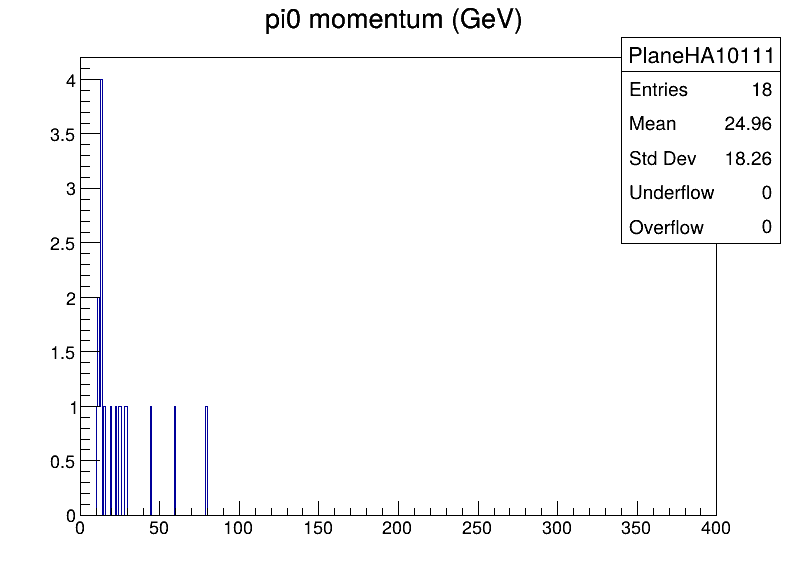 pi0 momentum (GeV)
PlaneHA10111
Entries 18
Mean 24.96
Std Dev 18.26
Underflow 0
Overflow 0
4
3.5
3
2.5
2
1.5
1
0.5
0
0 50 100 150 200 250 300 350 400